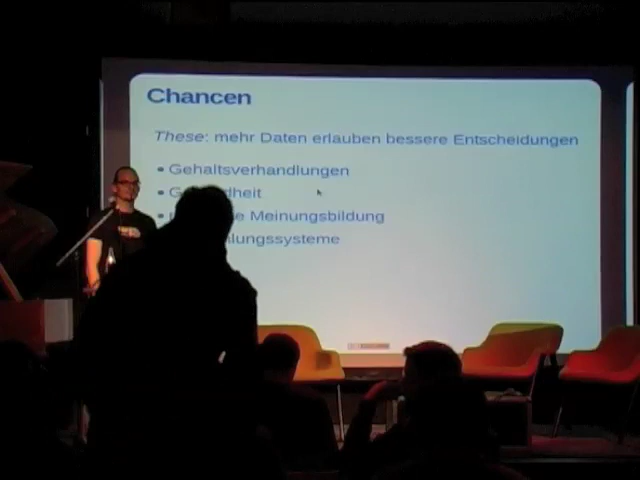 Chancen
These: mehr Daten erlauben bessere Entscheidungen
• Gehaltsverhandlungen
•
• Meinungsbildung